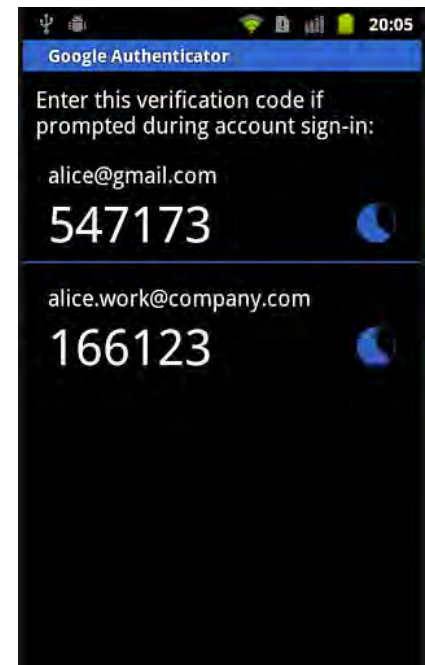 20:05
Google Authenticator
Enter this verification code if
prompted during account sign-in:
alice@gmail.com
547173
alice.work@company.com
166123